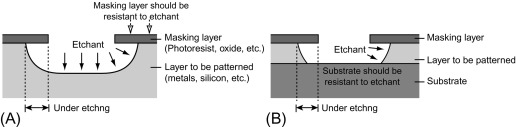 Masking layer should be
resistant to etchant
Etchant
Masking layer
(Photoresist, oxide, etc.)
Layer to be patterned
(metals, silicon, etc.)
Under etchng
(A)
Etchant
Masking layer
Layer to be patterned
Substrate should be
resistant to etchant
Substrate
Under etchng
(B)